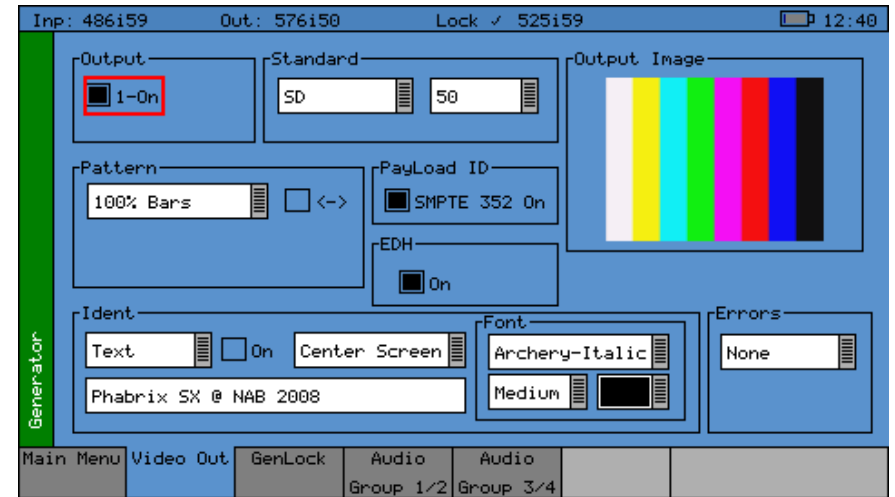 Inp: 486i59 Out: 576i50 Lock ✓ 525i59 12:40
Output
1-On
Standard
SD 50
Output Image
Pattern
100% Bars <->
PayLoad ID
SMPTE 352 On
EDH
On
Ident
Text On Center Screen
Phabrix SX @ NAB 2008
Font
Archery-Italic
Medium
Errors
None
Generator
Main Menu Video Out GenLock Audio Group 1/2 Audio Group 3/4